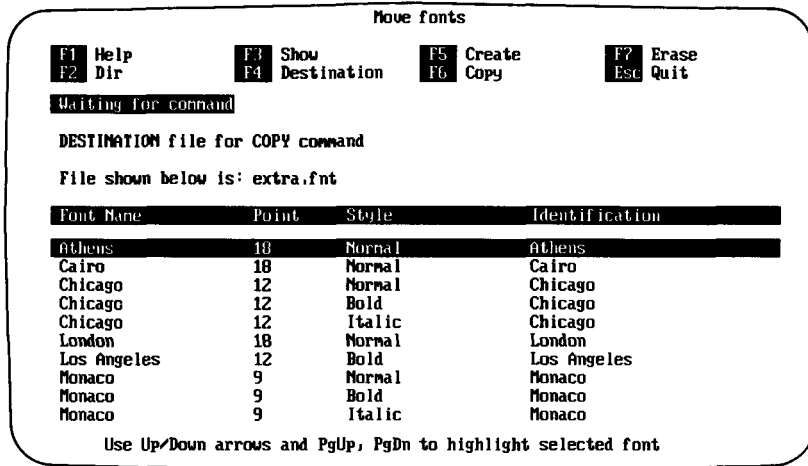 Move fonts
F1 Help F3 Show F5 Create F7 Erase
F2 Dir F4 Destination F6 Copy Esc Quit
Waiting for command
DESTINATION file for COPY command
File shown below is: extra.fnt
Font Name Point Style Identification
Athens 18 Normal Athens
Cairo 18 Normal Cairo
Chicago 12 Normal Chicago
Chicago 12 Bold Chicago
Chicago 12 Italic Chicago
London 18 Normal London
Los Angeles 12 Bold Los Angeles
Monaco 9 Normal Monaco
Monaco 9 Bold Monaco
Monaco 9 Italic Monaco
Use Up/Down arrows and PgUp, PgDn to highlight selected font